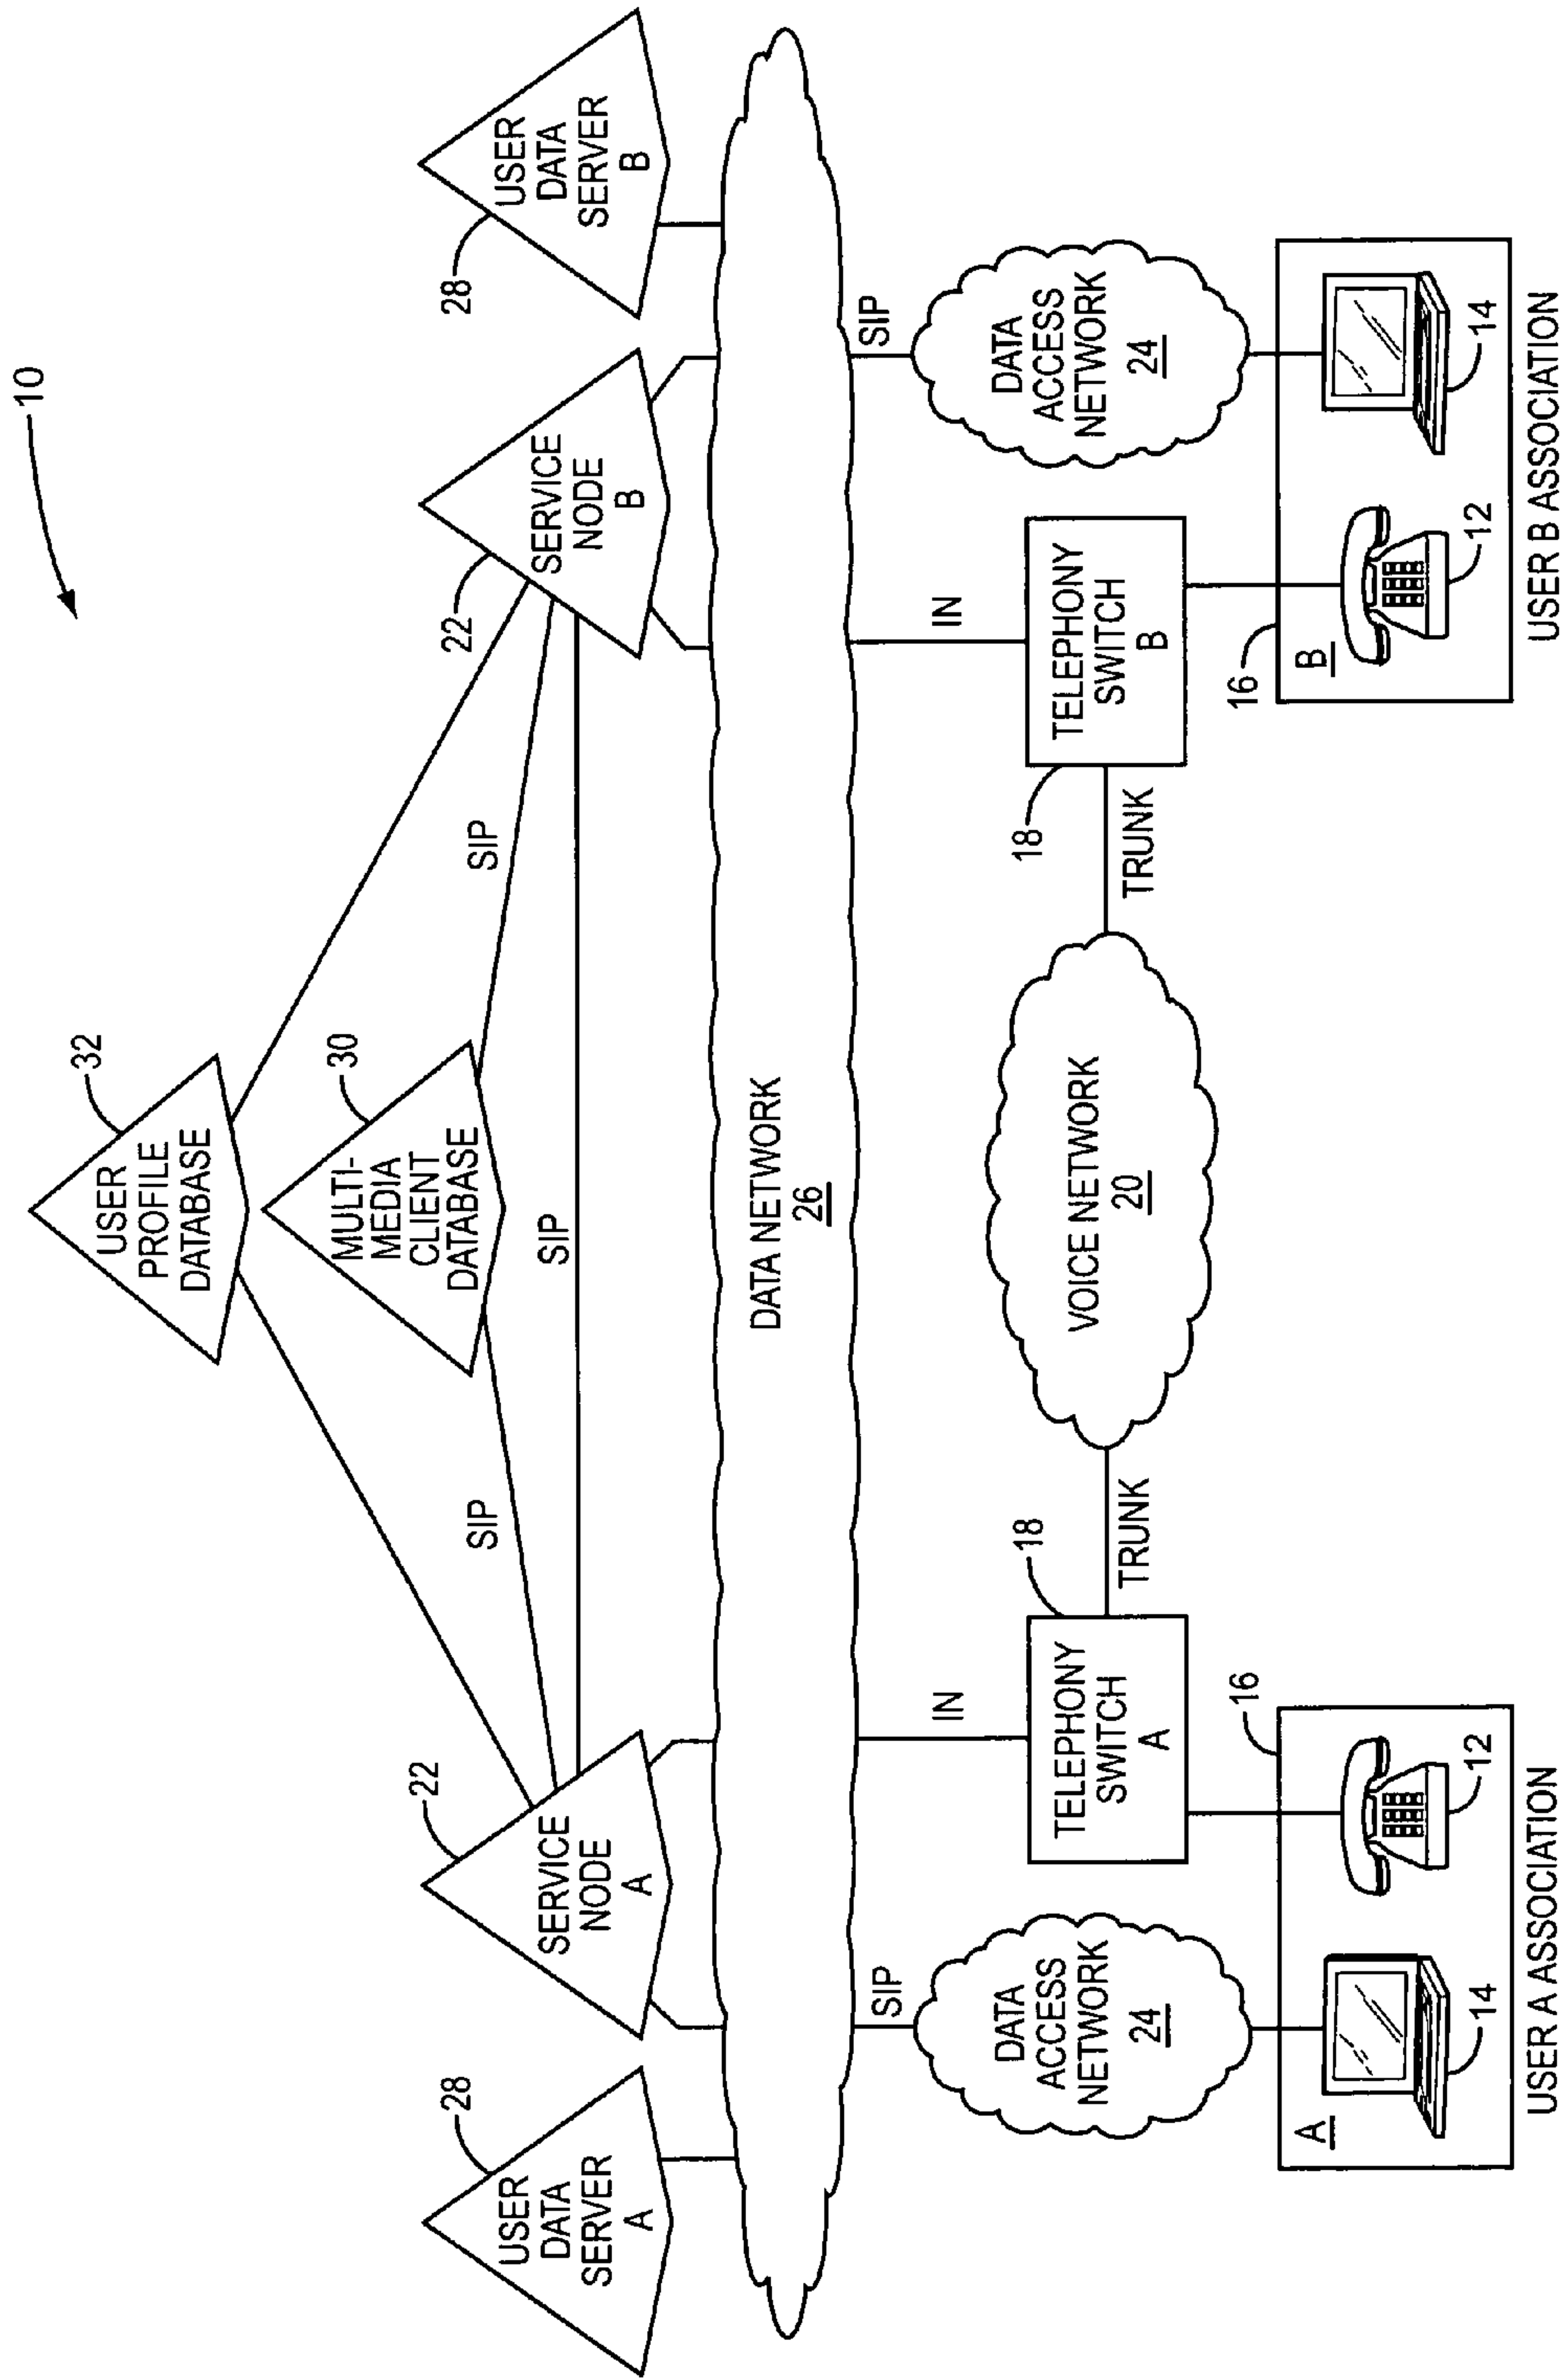 10
32
USER
PROFILE
DATABASE
30
MULTI-
MEDIA
CLIENT
DATABASE
28
USER
DATA
SERVER
A
22
SERVICE
NODE
A
SIP
SIP
SIP
22
SERVICE
NODE
B
28
USER
DATA
SERVER
B
DATA NETWORK
26
SIP
IN
IN
SIP
DATA
ACCESS
NETWORK
24
TELEPHONY
SWITCH
A
18
TRUNK
VOICE NETWORK
20
TRUNK
18
TELEPHONY
SWITCH
B
DATA
ACCESS
NETWORK
24
A
14
12
16
USER A ASSOCIATION
16
B
12
14
USER B ASSOCIATION